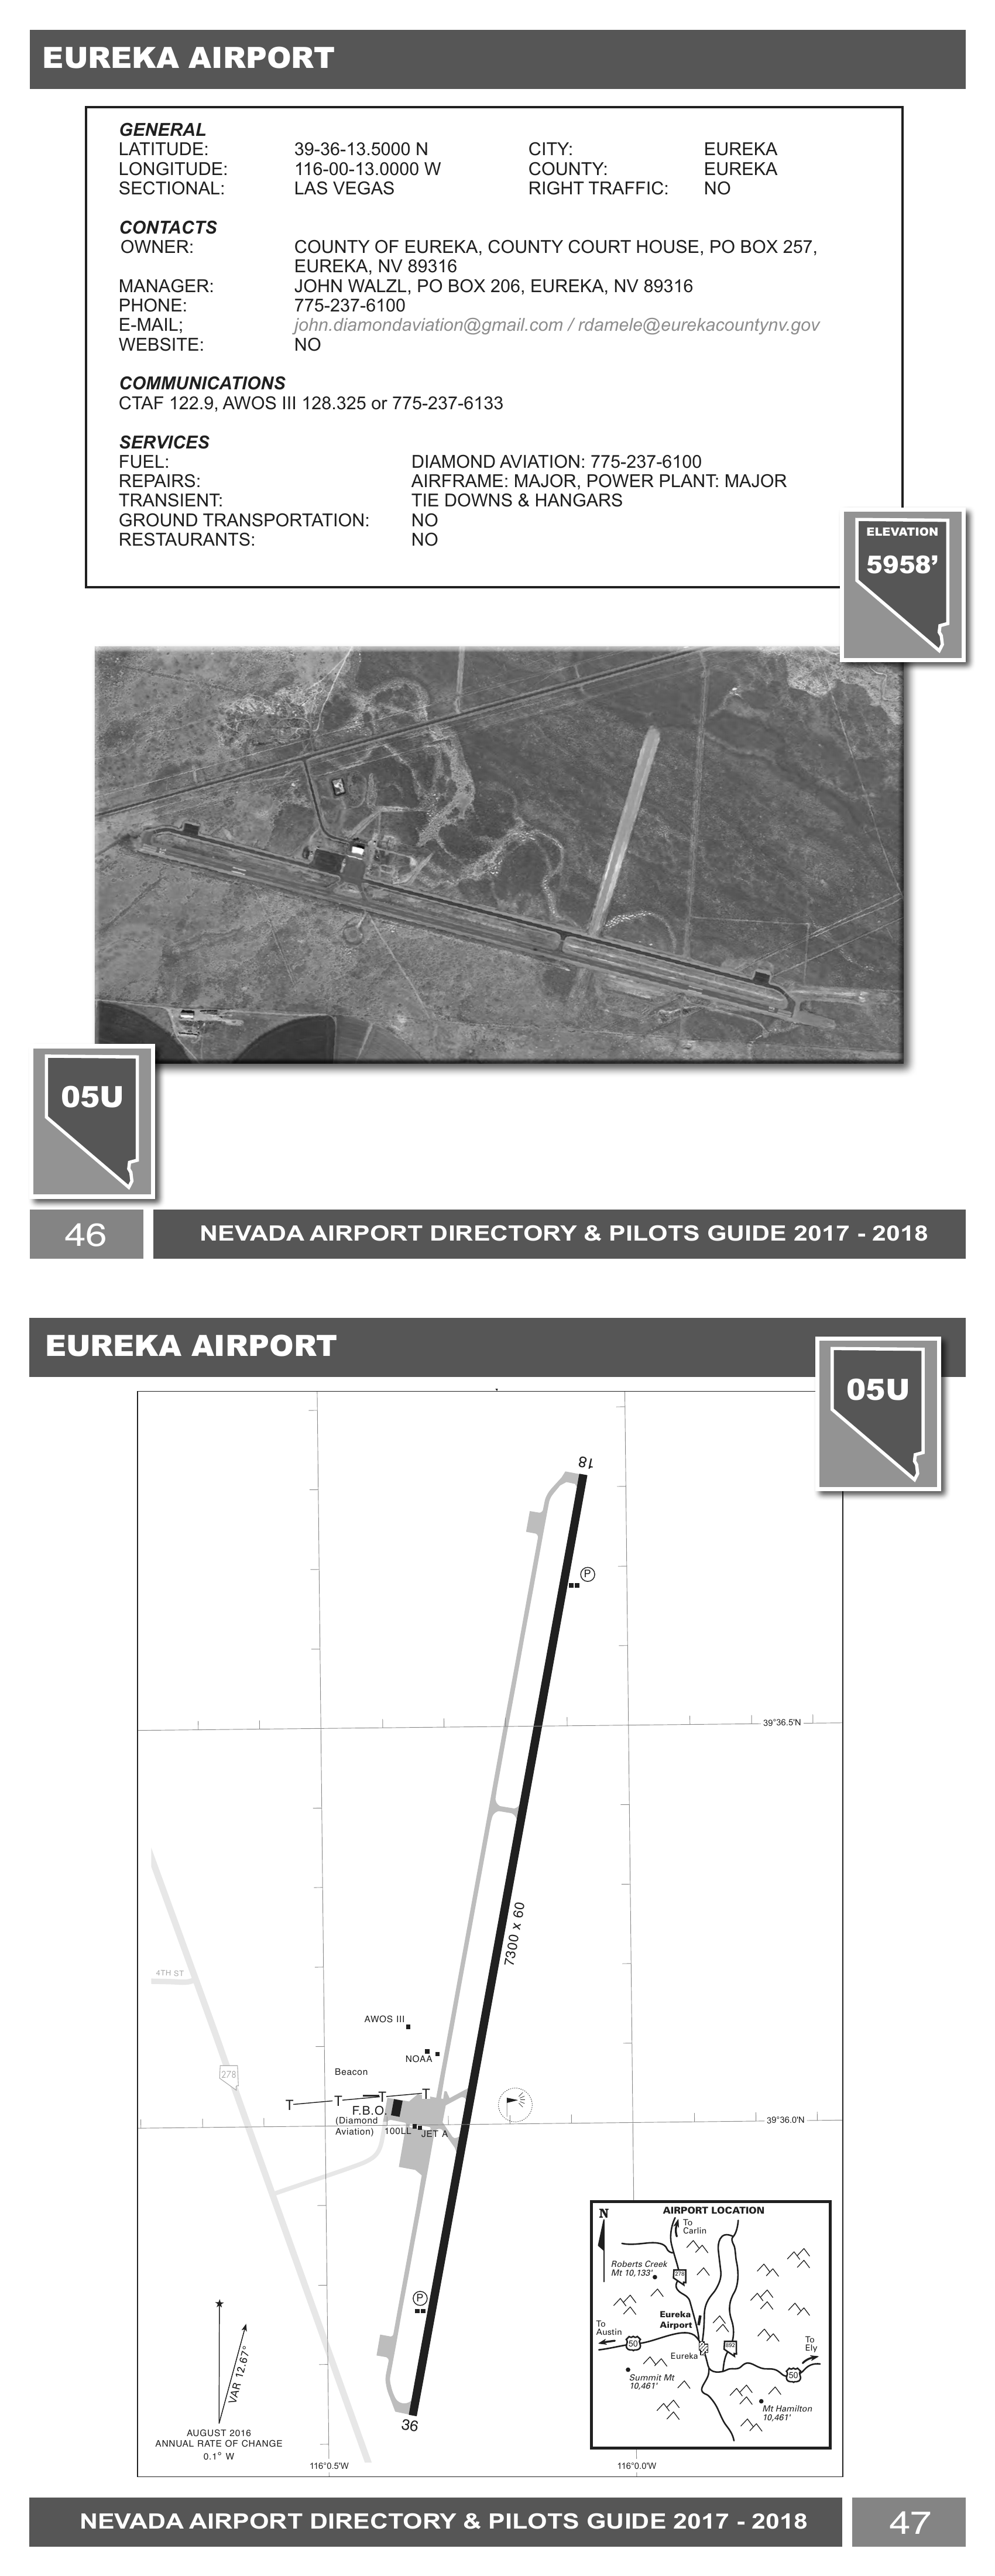 EUREKA AIRPORT
GENERAL
LATITUDE: 39-36-13.5000 N CITY: EUREKA
LONGITUDE: 116-00-13.0000 W COUNTY: EUREKA
SECTIONAL: LAS VEGAS RIGHT TRAFFIC: NO
CONTACTS
OWNER: COUNTY OF EUREKA, COUNTY COURT HOUSE, PO BOX 257,
EUREKA, NV 89316
MANAGER: JOHN WALZL, PO BOX 206, EUREKA, NV 89316
PHONE: 775-237-6100
E-MAIL; john.diamondaviation@gmail.com / rdamele@eurekacountynv.gov
WEBSITE: NO
COMMUNICATIONS
CTAF 122.9, AWOS III 128.325 or 775-237-6133
SERVICES
FUEL: DIAMOND AVIATION: 775-237-6100
REPAIRS: AIRFRAME: MAJOR, POWER PLANT: MAJOR
TRANSIENT: TIE DOWNS & HANGARS
GROUND TRANSPORTATION: NO
RESTAURANTS: NO
ELEVATION
5958’
05U
46 NEVADA AIRPORT DIRECTORY & PILOTS GUIDE 2017 - 2018
EUREKA AIRPORT
05U
18
P
39°36.5'N
7300 x 60
4TH ST
AWOS III
NOAA
278
Beacon
T T T T
F.B.O.
(Diamond
Aviation)
100LL
JET A
39°36.0'N
P
36
VAR 12.67°
AUGUST 2016
ANNUAL RATE OF CHANGE
0.1° W
AIRPORT LOCATION
N
To
Carlin
Roberts Creek
Mt 10,133'
278
Eureka
Airport
To
Austin
50
892
Eureka
To
Ely
50
Summit Mt
10,461'
Mt Hamilton
10,461'
116°0.5'W
116°0.0'W
NEVADA AIRPORT DIRECTORY & PILOTS GUIDE 2017 - 2018 47